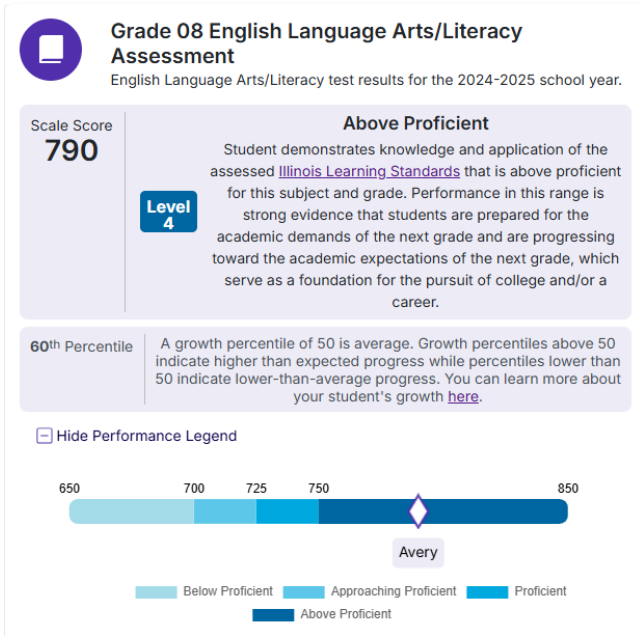 Grade 08 English Language Arts/Literacy
Assessment
English Language Arts/Literacy test results for the 2024-2025 school year.
Scale Score
790
Level
4
Above Proficient
Student demonstrates knowledge and application of the
assessed Illinois Learning Standards that is above proficient
for this subject and grade. Performance in this range is
strong evidence that students are prepared for the
academic demands of the next grade and are progressing
toward the academic expectations of the next grade, which
serve as a foundation for the pursuit of college and/or a
career.
60th Percentile
A growth percentile of 50 is average. Growth percentiles above 50
indicate higher than expected progress while percentiles lower than
50 indicate lower-than-average progress. You can learn more about
your student's growth here.
Hide Performance Legend
650 700 725 750 850
Avery
Below Proficient Approaching Proficient Proficient
Above Proficient